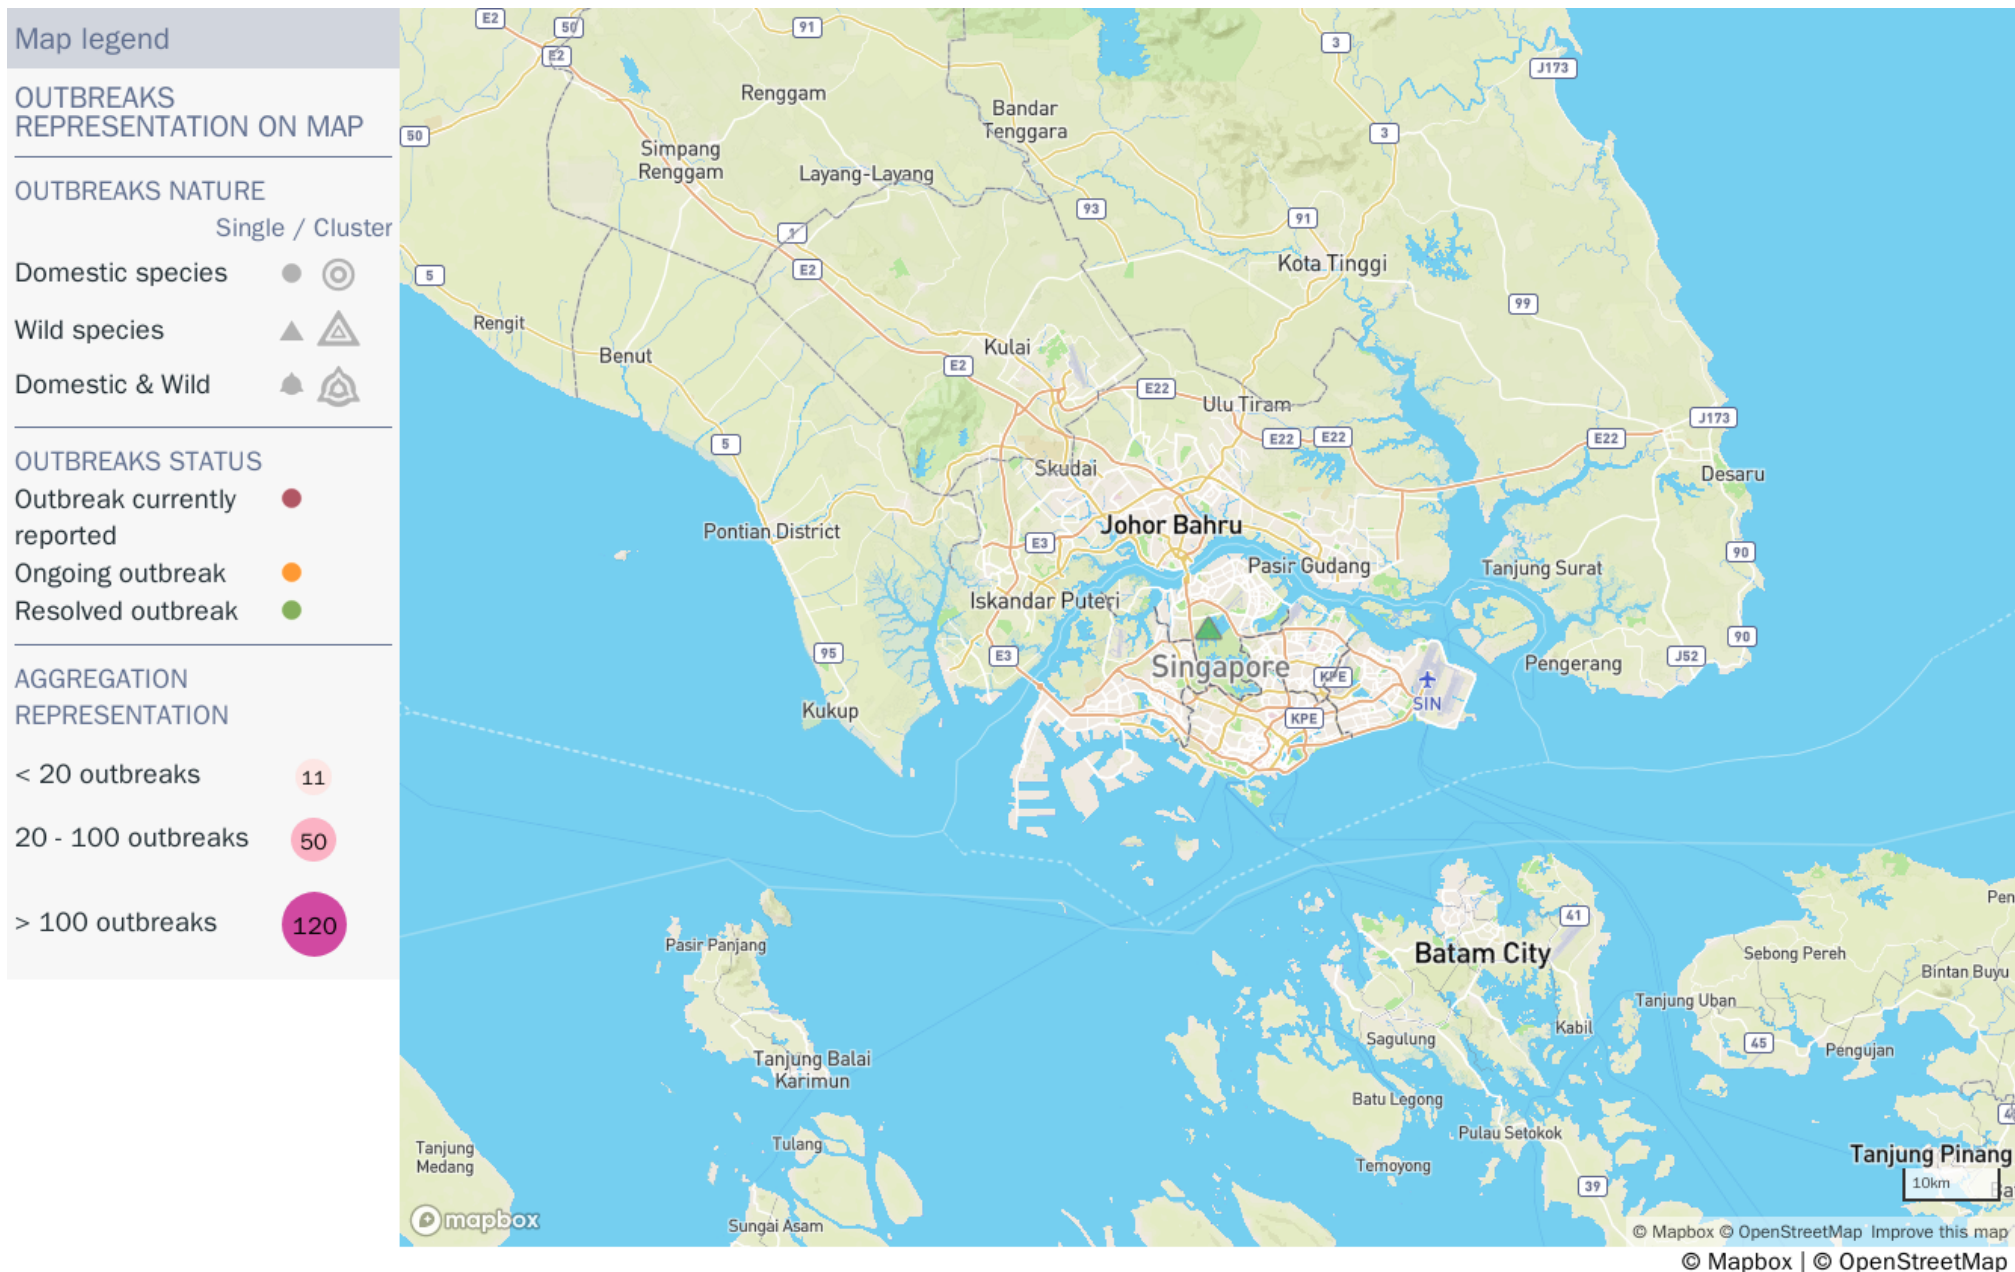 Map legend
OUTBREAKS
REPRESENTATION ON MAP
OUTBREAKS NATURE
Single / Cluster
Domestic species
Wild species
Domestic & Wild
OUTBREAKS STATUS
Outbreak currently
reported
Ongoing outbreak
Resolved outbreak
AGGREGATION
REPRESENTATION
< 20 outbreaks
11
20 - 100 outbreaks
50
> 100 outbreaks
120
E2
50
91
3
E2
J173
Renggam
Bandar
Tenggara
50
3
Simpang
Renggam
Layang-Layang
93
91
1
E2
Kota Tinggi
5
99
Rengit
Benut
Kulai
E2
E22
Ulu Tiram
J173
5
E22
E22
E22
Skudai
Desaru
Johor Bahru
Pontian District
E3
90
Pasir Gudang
Tanjung Surat
Iskandar Puteri
90
95
E3
Singapore
KPE
Pengerang
J52
SIN
Kukup
KPE
41
Pen
Pasir Panjang
Batam City
Sebong Pereh
Bintan Buyu
Tanjung Uban
Kabil
Sagulung
45
Pengujan
Tanjung Balai
Karimun
Batu Legong
Tulang
Pulau Setokok
Tanjung
Medang
Temoyong
Tanjung Pinang
39
10km
Sungai Asam
mapbox
© Mapbox © OpenStreetMap Improve this map
© Mapbox | © OpenStreetMap